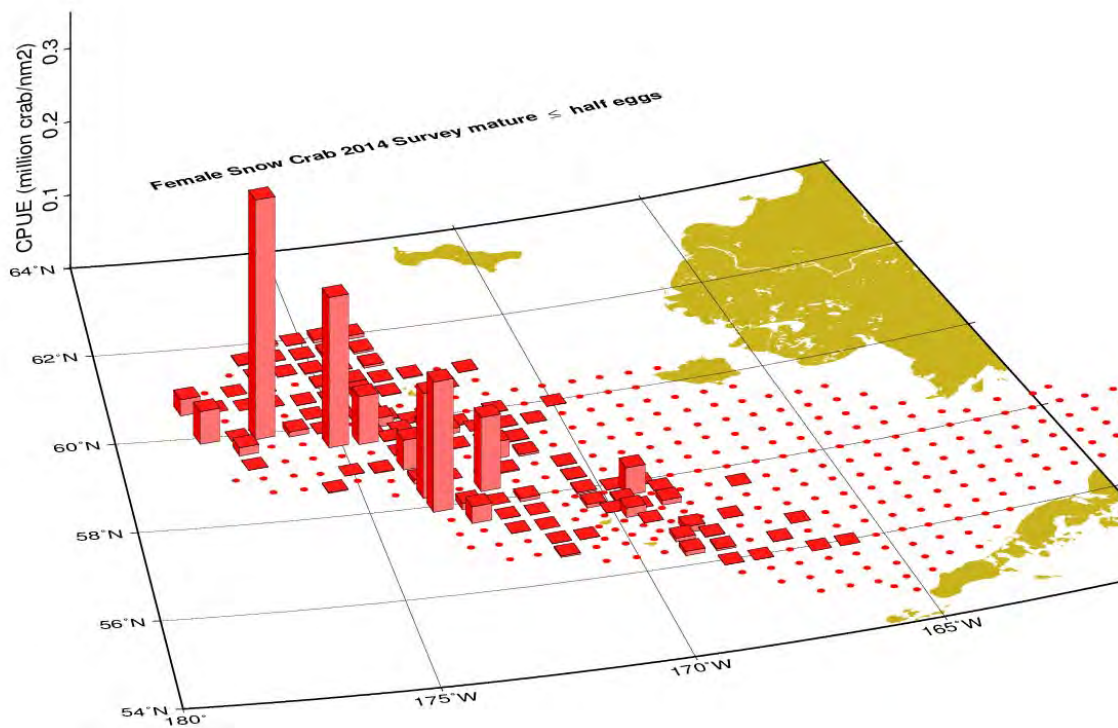 CPUE (million crab/nm2)
0.3
0.2
0.1
Female Snow Crab 2014 Survey mature ≤ half eggs
64°N
62°N
60°N
58°N
56°N
54°N
180°
175°W
170°W
165°W